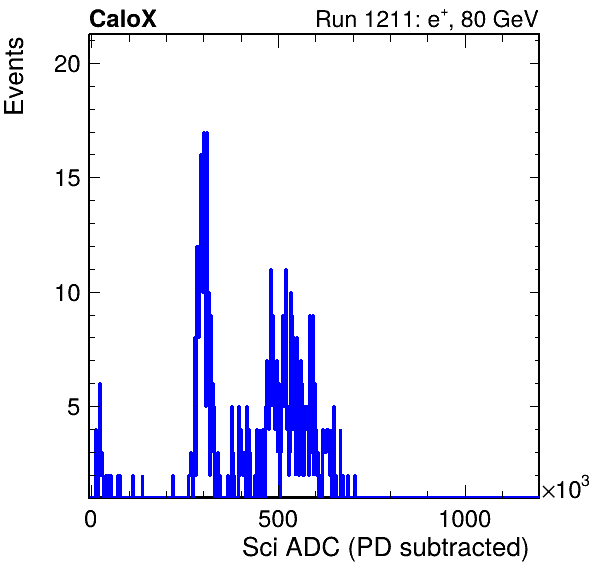 CaloX Run 1211: e⁺, 80 GeV
Events
20
15
10
5
0 500 1000 ×10³
Sci ADC (PD subtracted)